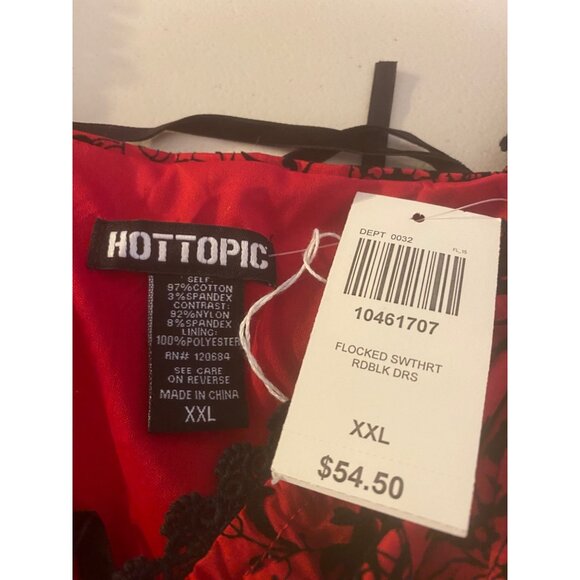 HOTTOPIC
SELF:
97%COTTON
3%SPANDEX
CONTRAST:
92%NYLON
8%SPANDEX
LINING:
100%POLYESTER
RN# 120684
SEE CARE
ON REVERSE
MADE IN CHINA
XXL
DEPT 0032
FL_IS
10461707
FLOCKED SWTHRT
RDBLK DRS
XXL
$54.50